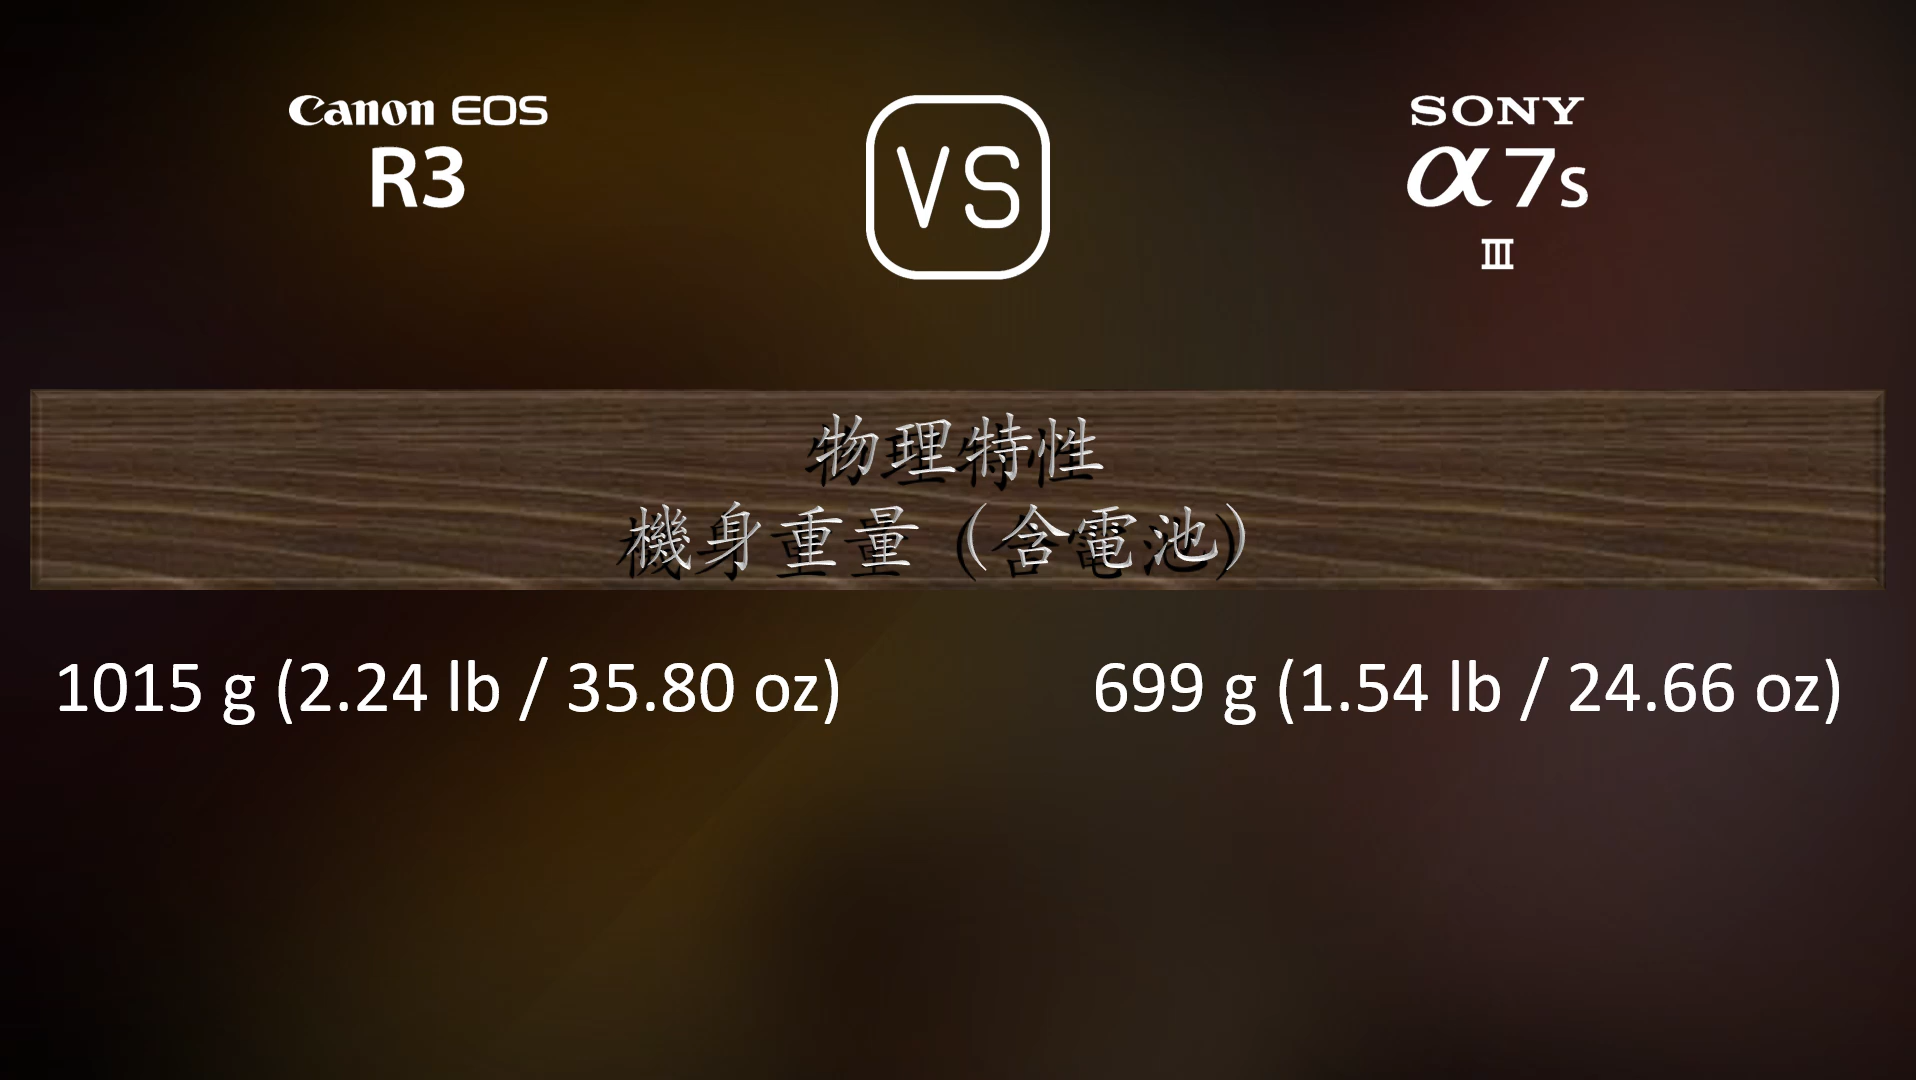 Canon EOS
R3
VS
SONY
α7s
III
物理特性
機身重量（含電池）
1015 g (2.24 lb / 35.80 oz)
699 g (1.54 lb / 24.66 oz)